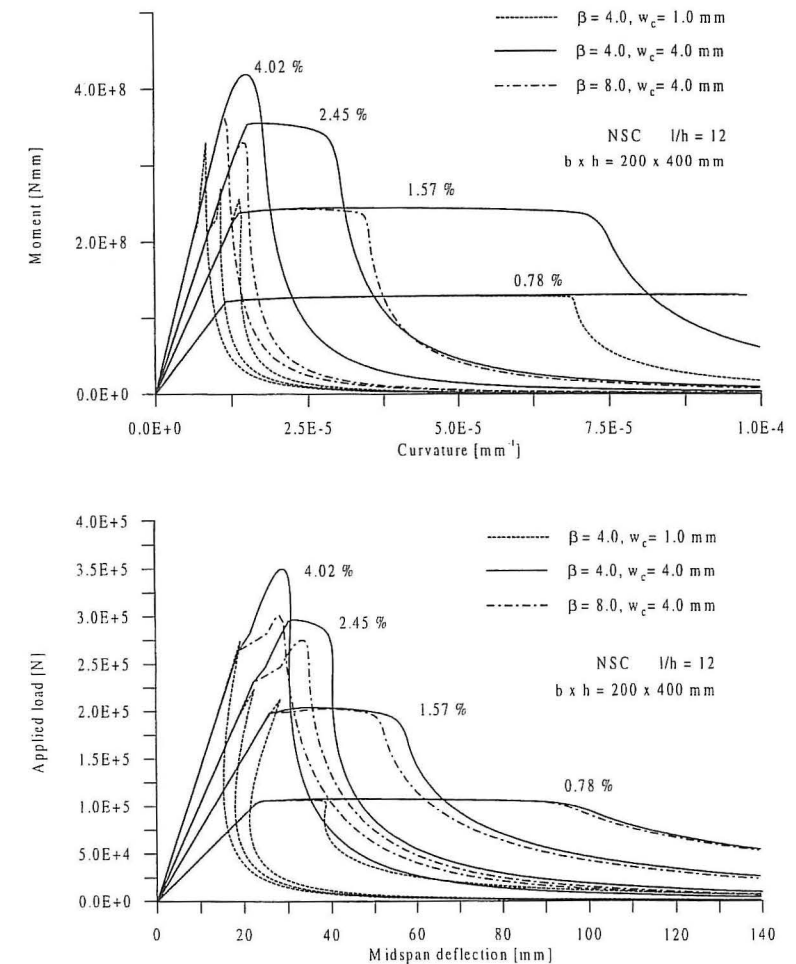 β = 4.0, w_c = 1.0 mm
β = 4.0, w_c = 4.0 mm
β = 8.0, w_c = 4.0 mm
NSC l/h = 12
b x h = 200 x 400 mm
4.02 %
2.45 %
1.57 %
0.78 %
Moment [Nmm]
4.0E+8
2.0E+8
0.0E+0
0.0E+0 2.5E-5 5.0E-5 7.5E-5 1.0E-4
Curvature [mm⁻¹]
β = 4.0, w_c = 1.0 mm
β = 4.0, w_c = 4.0 mm
β = 8.0, w_c = 4.0 mm
NSC l/h = 12
b x h = 200 x 400 mm
4.02 %
2.45 %
1.57 %
0.78 %
Applied load [N]
4.0E+5
3.5E+5
3.0E+5
2.5E+5
2.0E+5
1.5E+5
1.0E+5
5.0E+4
0.0E+0
0 20 40 60 80 100 120 140
Midspan deflection [mm]